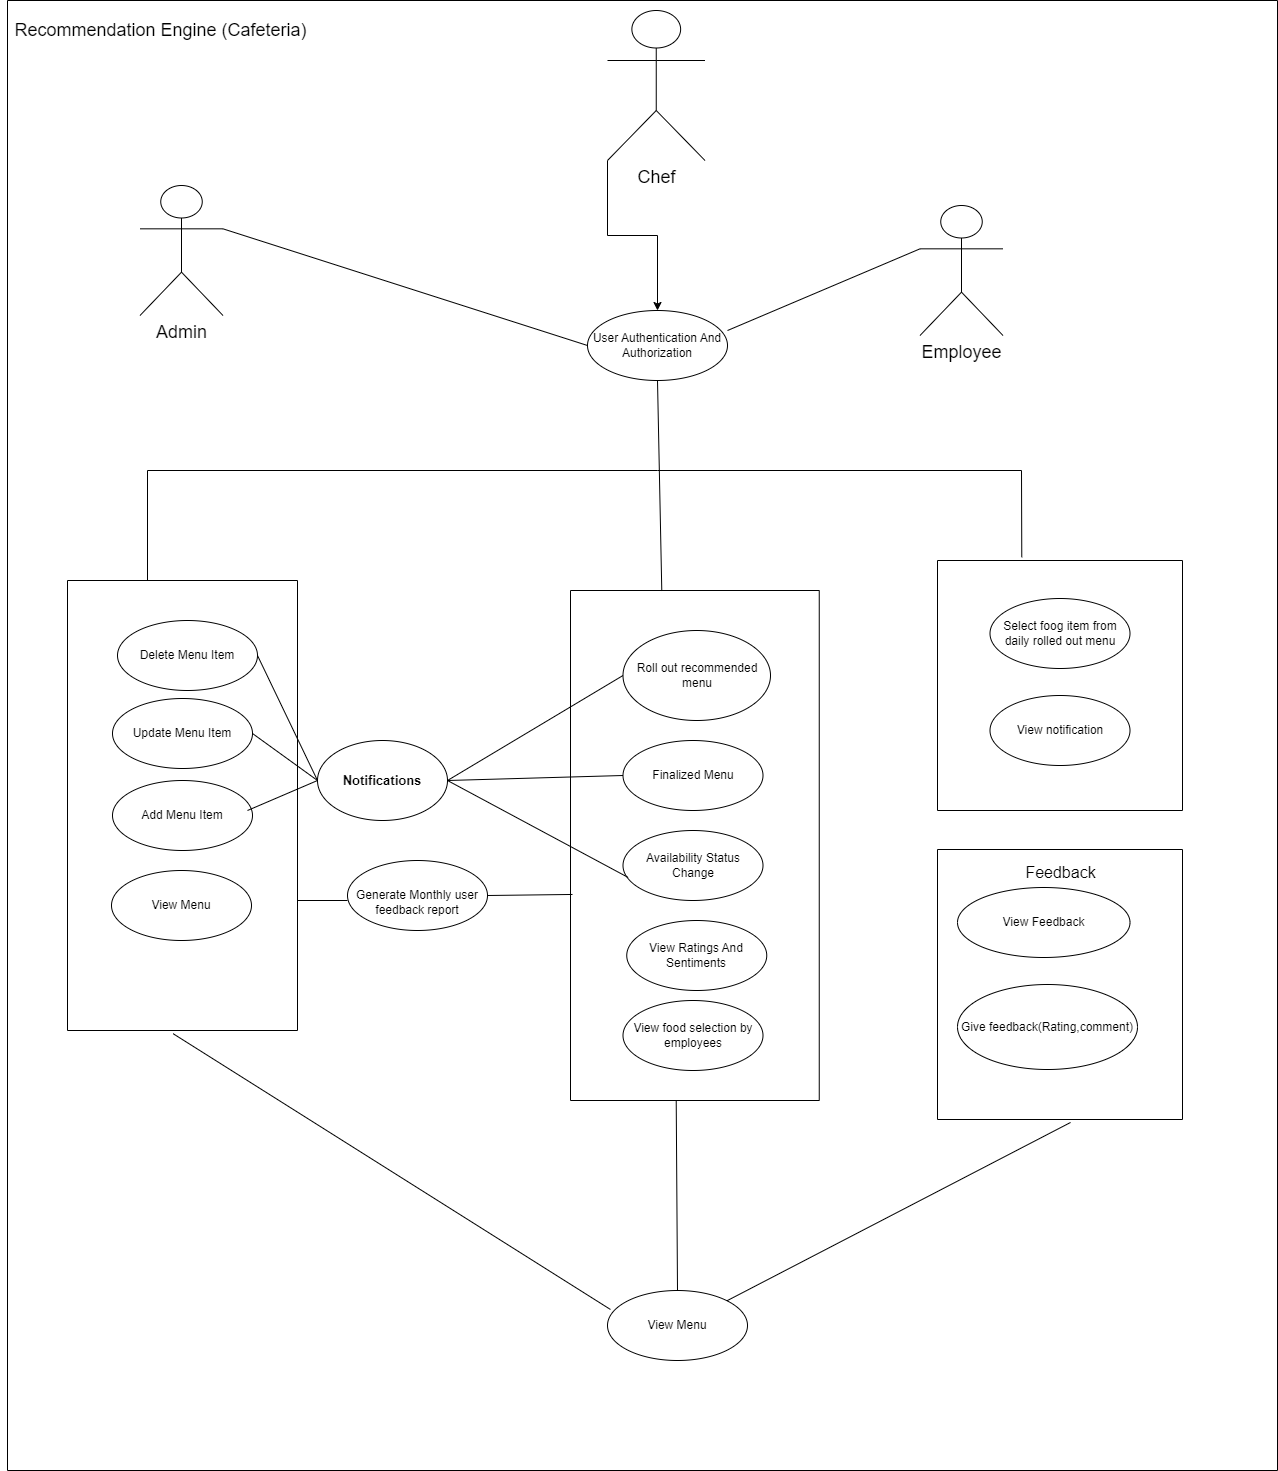 Recommendation Engine (Cafeteria)
Chef
Admin
Employee
User Authentication And
Authorization
Delete Menu Item
Update Menu Item
Add Menu Item
View Menu
Notifications
Generate Monthly user
feedback report
Roll out recommended
menu
Finalized Menu
Availability Status
Change
View Ratings And
Sentiments
View food selection by
employees
Select foog item from
daily rolled out menu
View notification
Feedback
View Feedback
Give feedback(Rating,comment)
View Menu